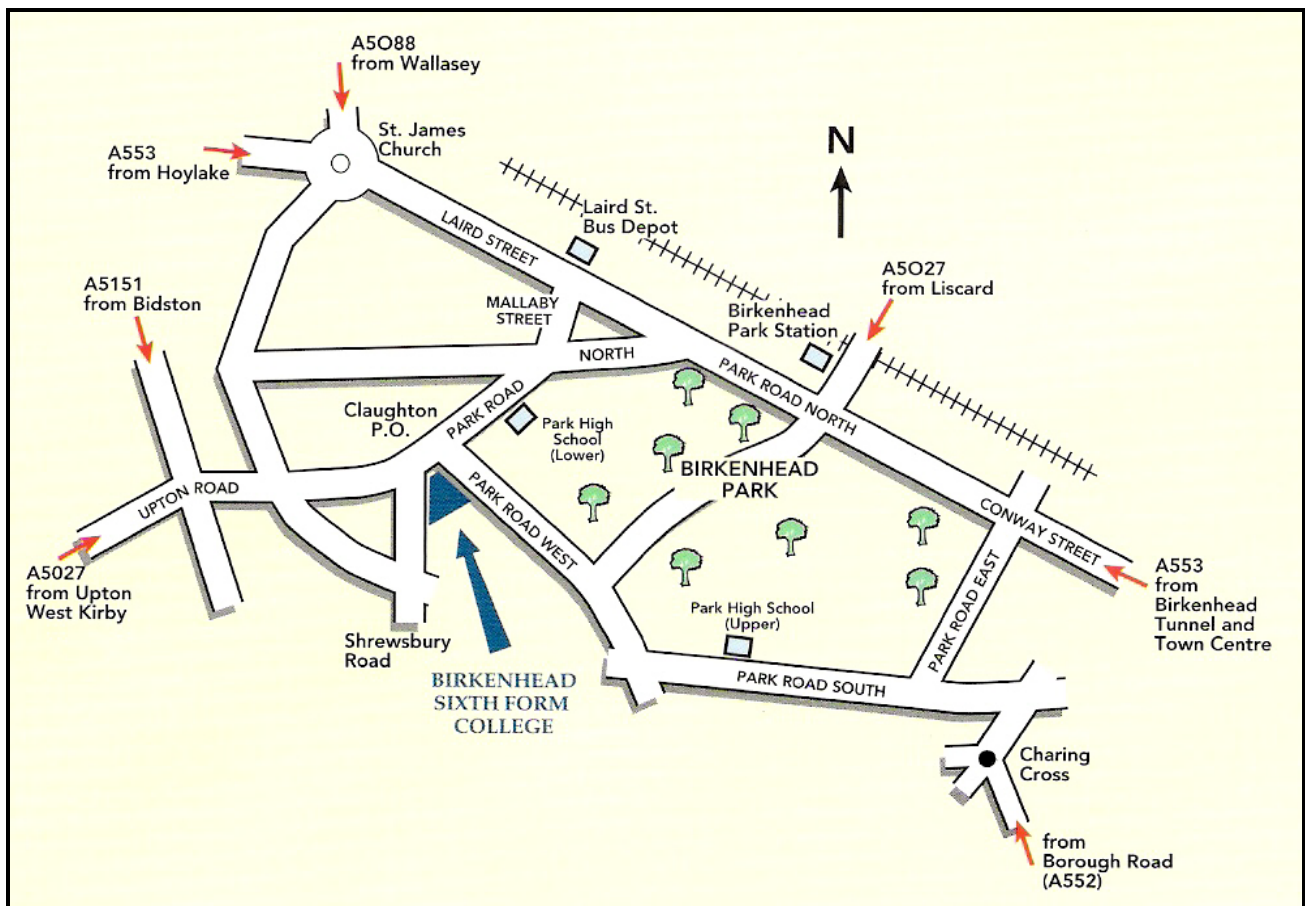 A5O88
from Wallasey
St. James
Church
A553
from Hoylake
N
Laird St.
Bus Depot
LAIRD STREET
A5151
from Bidston
A5O27
from Liscard
MALLABY
STREET
Birkenhead
Park Station
NORTH
PARK ROAD NORTH
PARK ROAD
Claughton
P.O.
Park High
School
(Lower)
BIRKENHEAD
PARK
UPTON ROAD
PARK ROAD WEST
CONWAY STREET
A5027
from Upton
West Kirby
PARK ROAD EAST
A553
from
Birkenhead
Tunnel and
Town Centre
Park High School
(Upper)
Shrewsbury
Road
BIRKENHEAD
SIXTH FORM
COLLEGE
PARK ROAD SOUTH
Charing
Cross
from
Borough Road
(A552)